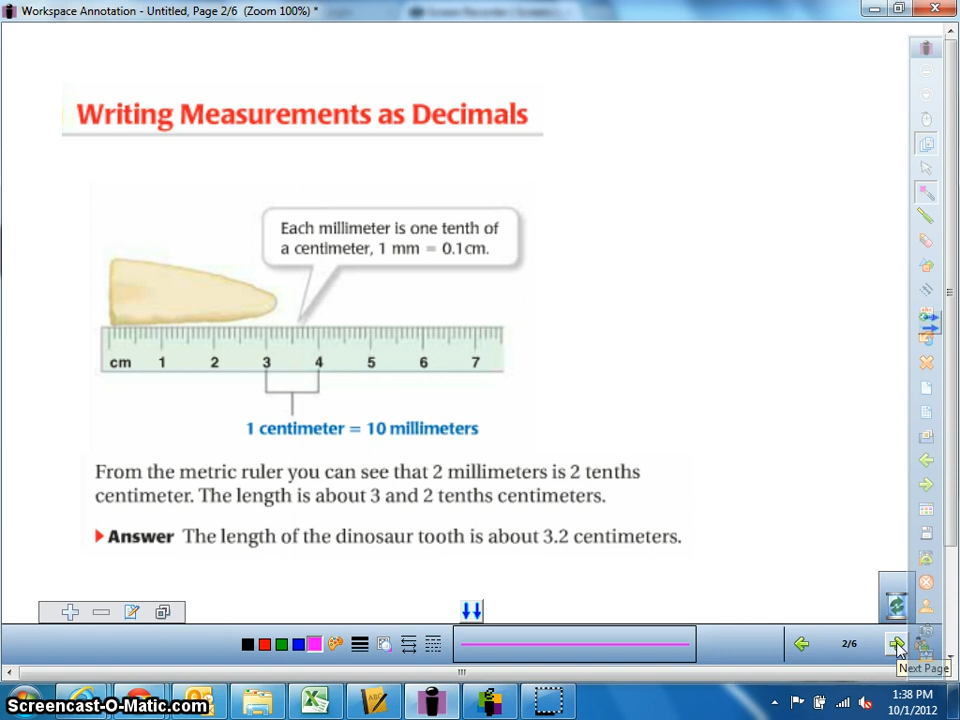 Workspace Annotation - Untitled, Page 2/6 (Zoom 100%) *
Writing Measurements as Decimals
Each millimeter is one tenth of
a centimeter, 1 mm = 0.1cm.
cm 1 2 3 4 5 6 7
1 centimeter = 10 millimeters
From the metric ruler you can see that 2 millimeters is 2 tenths
centimeter. The length is about 3 and 2 tenths centimeters.
Answer The length of the dinosaur tooth is about 3.2 centimeters.
2/6
Next Page
1:38 PM
10/1/2012
Screencast-O-Matic.com